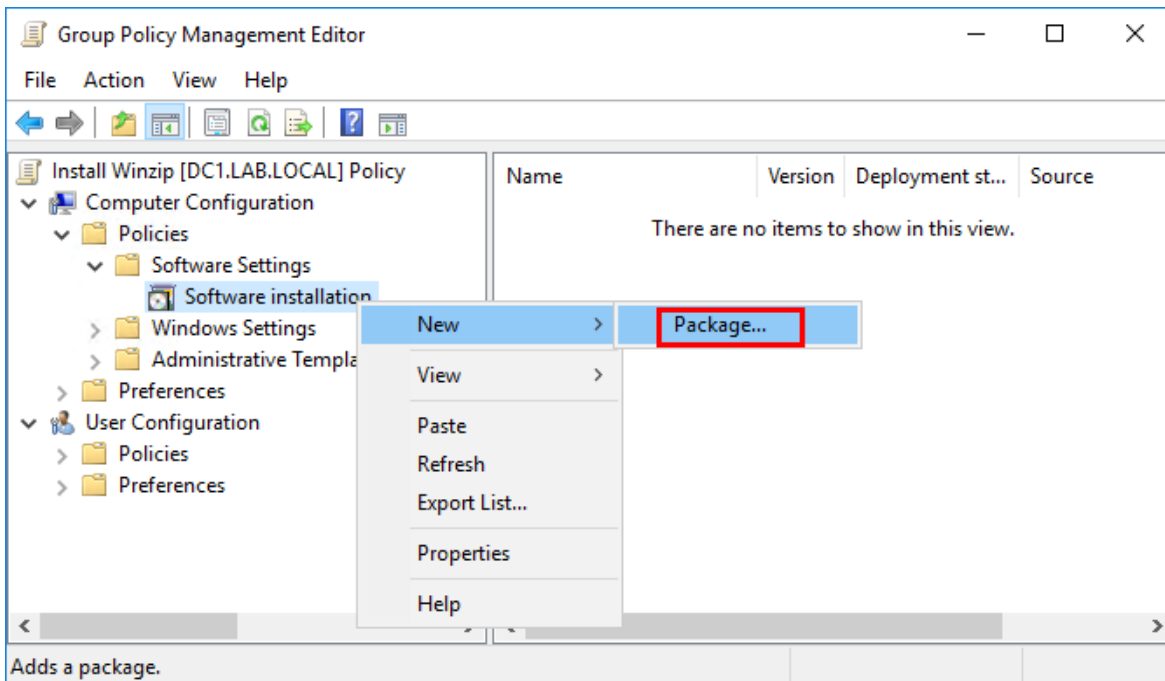 Group Policy Management Editor
File Action View Help
Install Winzip [DC1.LAB.LOCAL] Policy
Computer Configuration
Policies
Software Settings
Software installation
Windows Settings
Administrative Templa
Preferences
User Configuration
Policies
Preferences
Name Version Deployment st... Source
There are no items to show in this view.
New
Package...
View
Paste
Refresh
Export List...
Properties
Help
Adds a package.